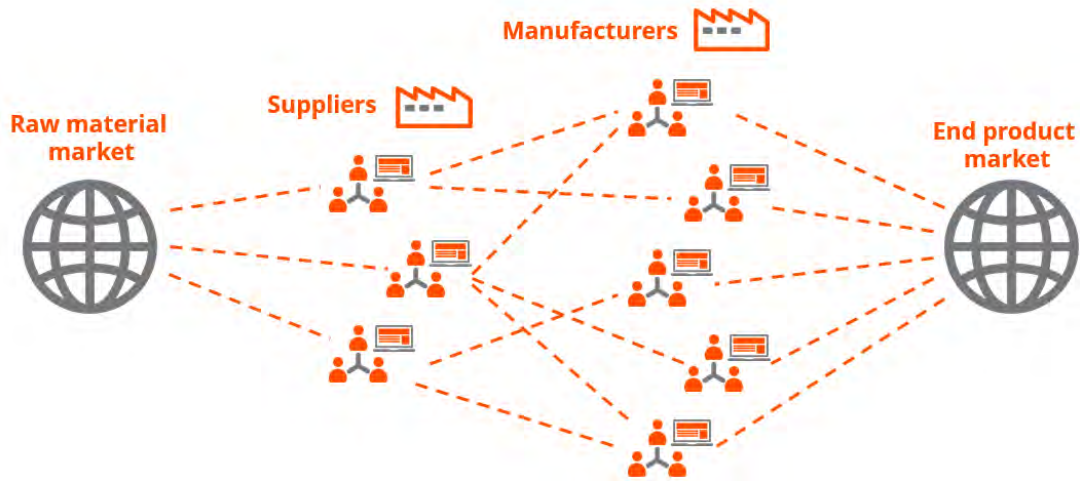 Manufacturers
Suppliers
Raw material
market
End product
market